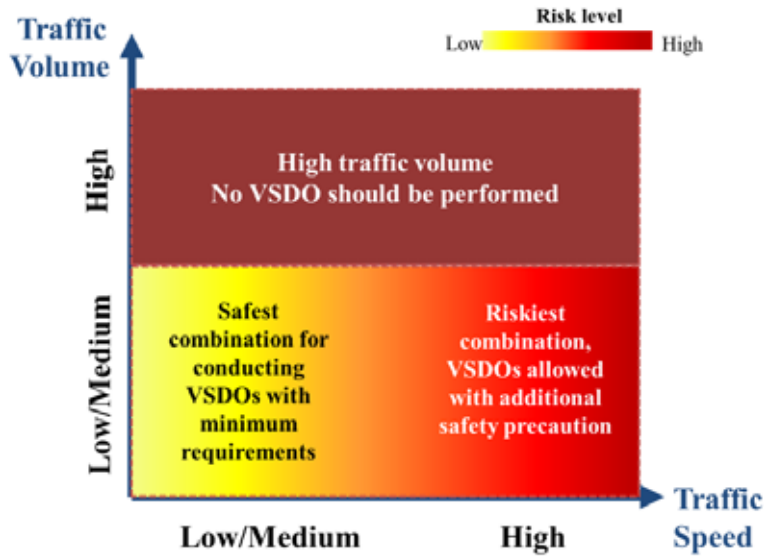 Traffic
Volume
Risk level
Low
High
High
High traffic volume
No VSDO should be performed
Low/Medium
Safest
combination for
conducting
VSDOs with
minimum
requirements
Riskiest
combination,
VSDOs allowed
with additional
safety precaution
Low/Medium
High
Traffic
Speed